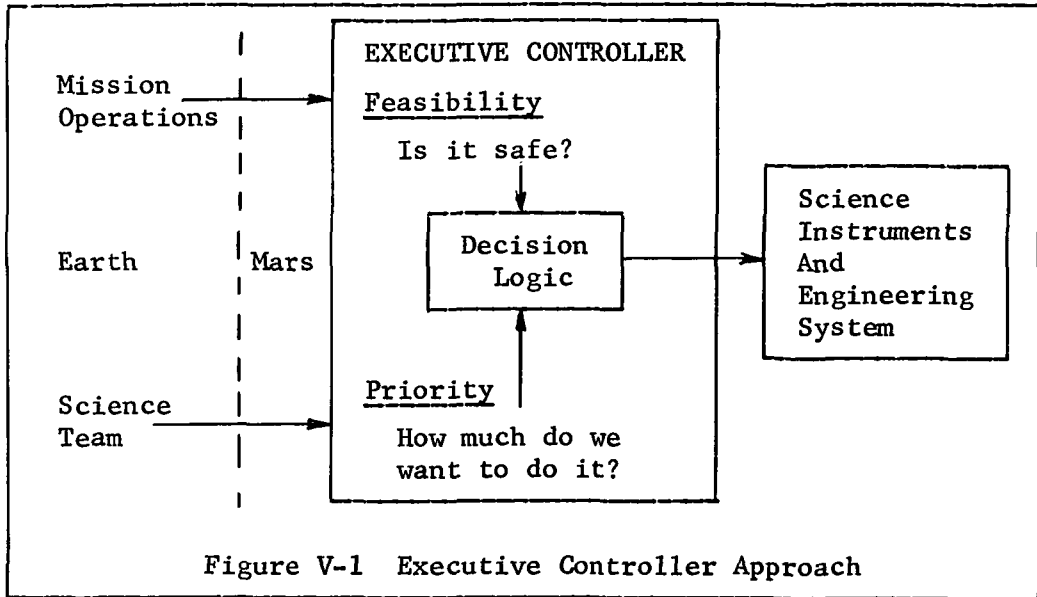 EXECUTIVE CONTROLLER
Mission
Operations
Feasibility
Is it safe?
Earth
Mars
Decision
Logic
Science
Instruments
And
Engineering
System
Science
Team
Priority
How much do we
want to do it?
Figure V-1 Executive Controller Approach